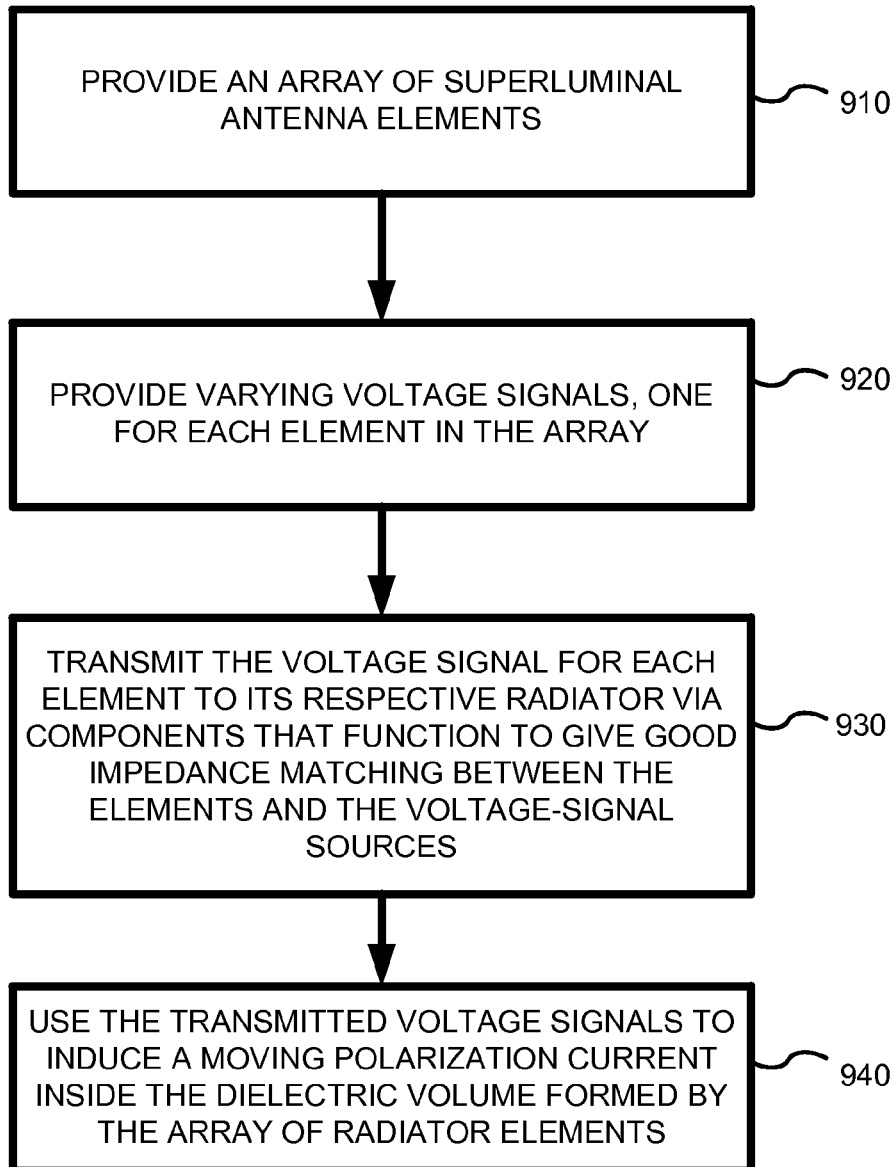 PROVIDE AN ARRAY OF SUPERLUMINAL
ANTENNA ELEMENTS
910
PROVIDE VARYING VOLTAGE SIGNALS, ONE
FOR EACH ELEMENT IN THE ARRAY
920
TRANSMIT THE VOLTAGE SIGNAL FOR EACH
ELEMENT TO ITS RESPECTIVE RADIATOR VIA
COMPONENTS THAT FUNCTION TO GIVE GOOD
IMPEDANCE MATCHING BETWEEN THE
ELEMENTS AND THE VOLTAGE-SIGNAL
SOURCES
930
USE THE TRANSMITTED VOLTAGE SIGNALS TO
INDUCE A MOVING POLARIZATION CURRENT
INSIDE THE DIELECTRIC VOLUME FORMED BY
THE ARRAY OF RADIATOR ELEMENTS
940